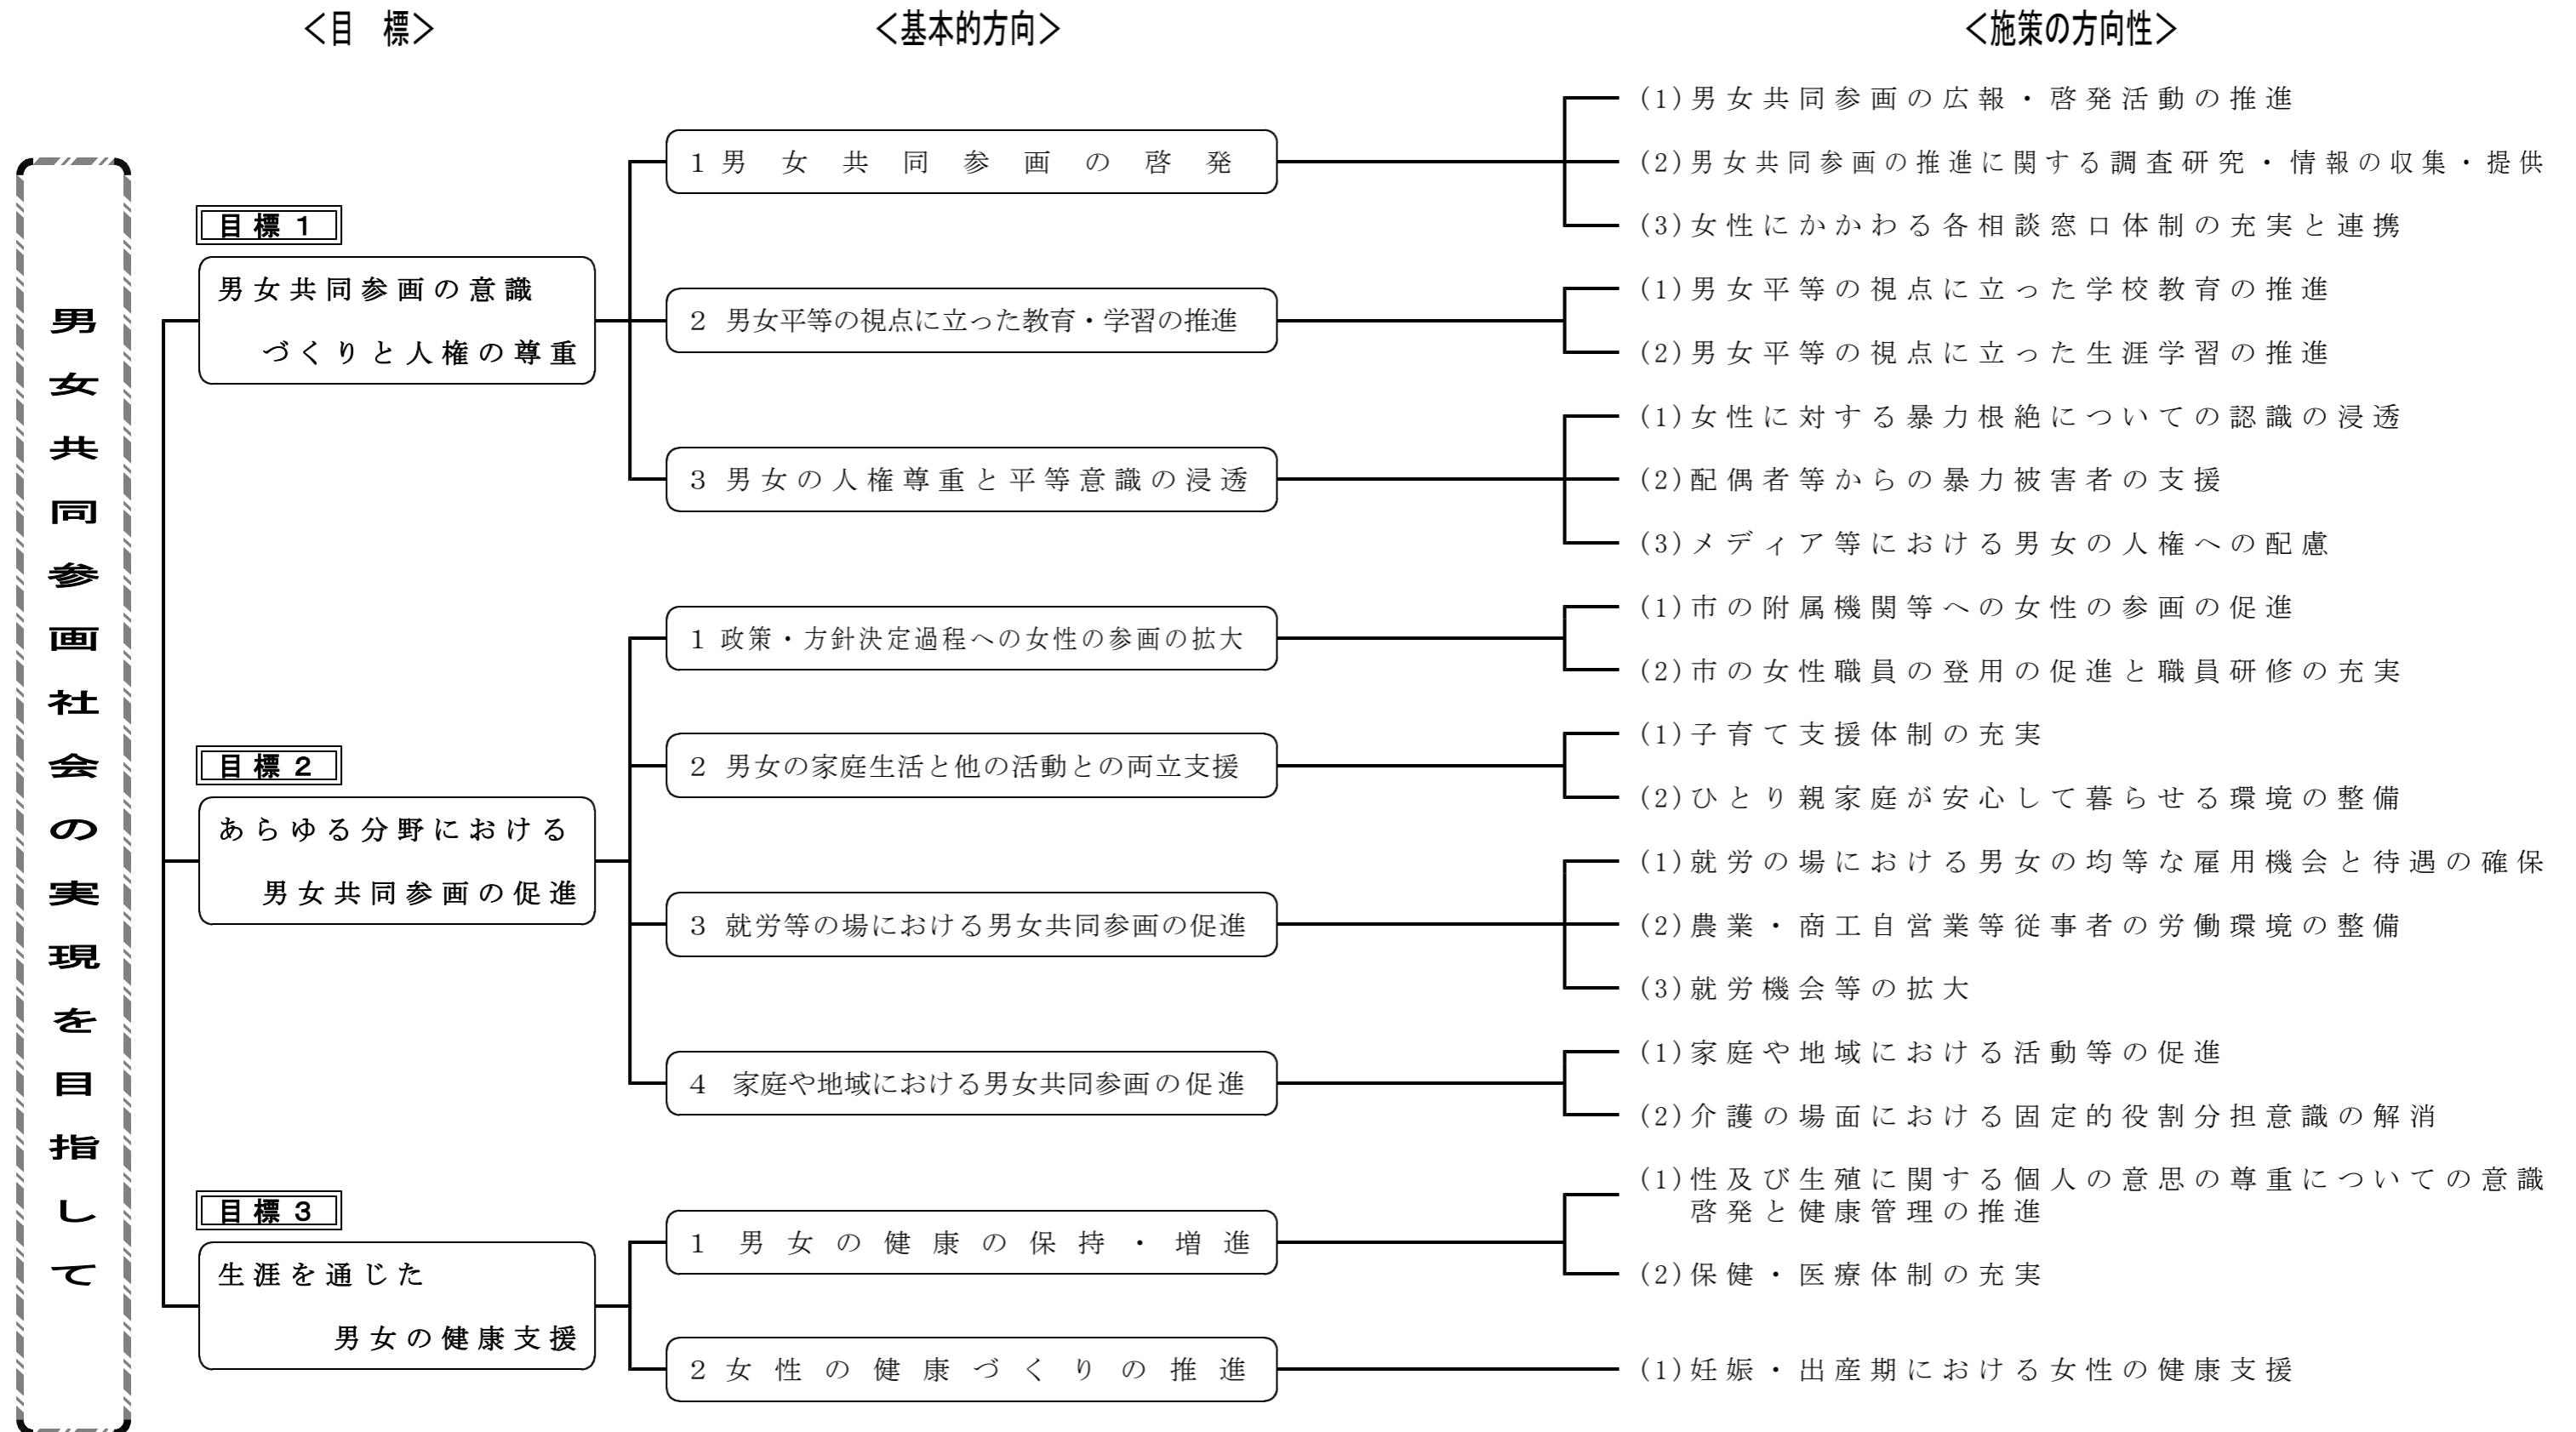 ＜目　標＞
＜基本的方向＞
＜施策の方向性＞
男女共同参画社会の実現を目指して
目標１
男女共同参画の意識
づくりと人権の尊重
1 男女共同参画の啓発
(1)男女共同参画の広報・啓発活動の推進
(2)男女共同参画の推進に関する調査研究・情報の収集・提供
(3)女性にかかわる各相談窓口体制の充実と連携
2 男女平等の視点に立った教育・学習の推進
(1)男女平等の視点に立った学校教育の推進
(2)男女平等の視点に立った生涯学習の推進
3 男女の人権尊重と平等意識の浸透
(1)女性に対する暴力根絶についての認識の浸透
(2)配偶者等からの暴力被害者の支援
(3)メディア等における男女の人権への配慮
目標２
あらゆる分野における
男女共同参画の促進
1 政策・方針決定過程への女性の参画の拡大
(1)市の附属機関等への女性の参画の促進
(2)市の女性職員の登用の促進と職員研修の充実
2 男女の家庭生活と他の活動との両立支援
(1)子育て支援体制の充実
(2)ひとり親家庭が安心して暮らせる環境の整備
3 就労等の場における男女共同参画の促進
(1)就労の場における男女の均等な雇用機会と待遇の確保
(2)農業・商工自営業等従事者の労働環境の整備
(3)就労機会等の拡大
4 家庭や地域における男女共同参画の促進
(1)家庭や地域における活動等の促進
(2)介護の場面における固定的役割分担意識の解消
目標３
生涯を通じた
男女の健康支援
1 男女の健康の保持・増進
(1)性及び生殖に関する個人の意思の尊重についての意識
啓発と健康管理の推進
(2)保健・医療体制の充実
2 女性の健康づくりの推進
(1)妊娠・出産期における女性の健康支援